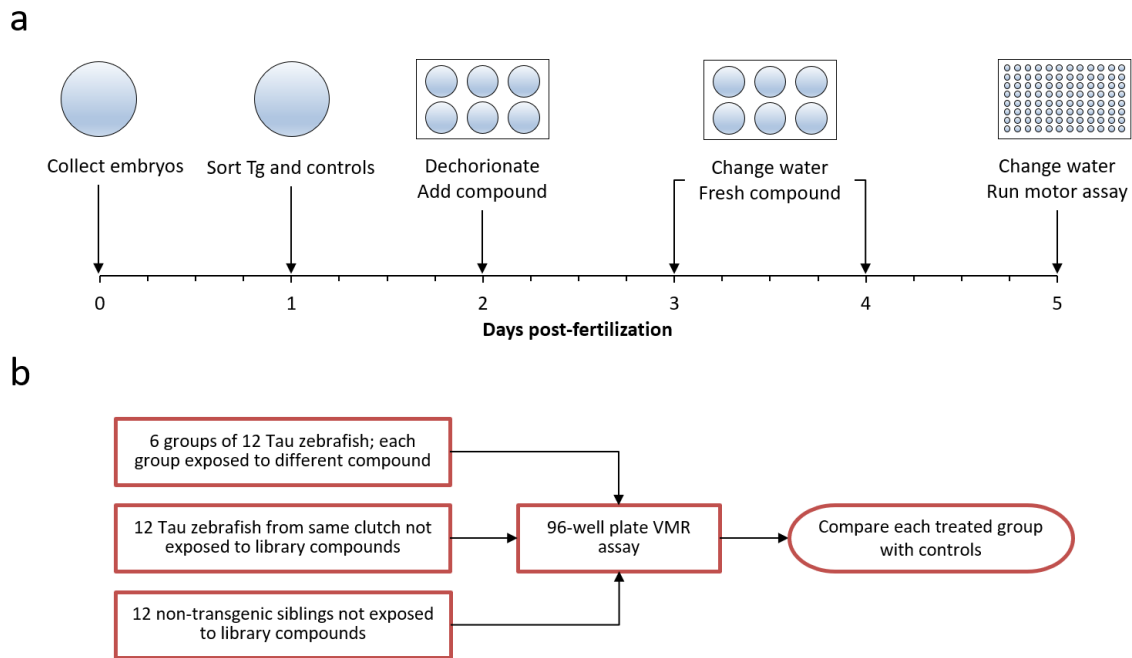 a
Collect embryos
Sort Tg and controls
Dechorionate
Add compound
Change water
Fresh compound
Change water
Run motor assay
0
1
2
3
4
5
Days post-fertilization
b
6 groups of 12 Tau zebrafish; each
group exposed to different compound
12 Tau zebrafish from same clutch not
exposed to library compounds
12 non-transgenic siblings not exposed
to library compounds
96-well plate VMR
assay
Compare each treated group
with controls